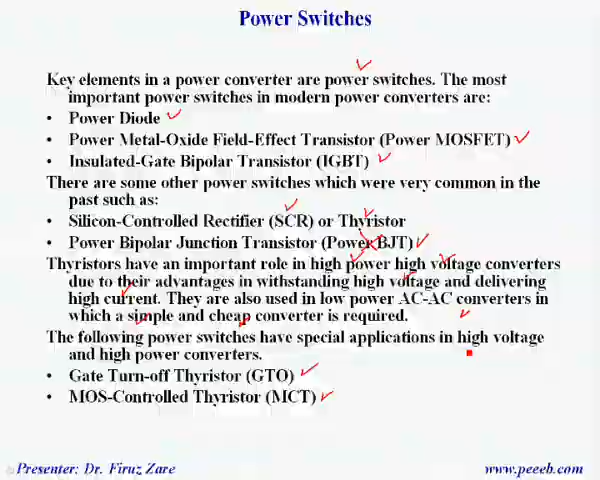 Power Switches
Key elements in a power converter are power switches. The most
important power switches in modern power converters are:
• Power Diode
• Power Metal-Oxide Field-Effect Transistor (Power MOSFET)
• Insulated-Gate Bipolar Transistor (IGBT)
There are some other power switches which were very common in the
past such as:
• Silicon-Controlled Rectifier (SCR) or Thyristor
• Power Bipolar Junction Transistor (Power BJT)
Thyristors have an important role in high power high voltage converters
due to their advantages in withstanding high voltage and delivering
high current. They are also used in low power AC-AC converters in
which a simple and cheap converter is required.
The following power switches have special applications in high voltage
and high power converters.
• Gate Turn-off Thyristor (GTO)
• MOS-Controlled Thyristor (MCT)
Presenter: Dr. Firuz Zare
www.peeeb.com